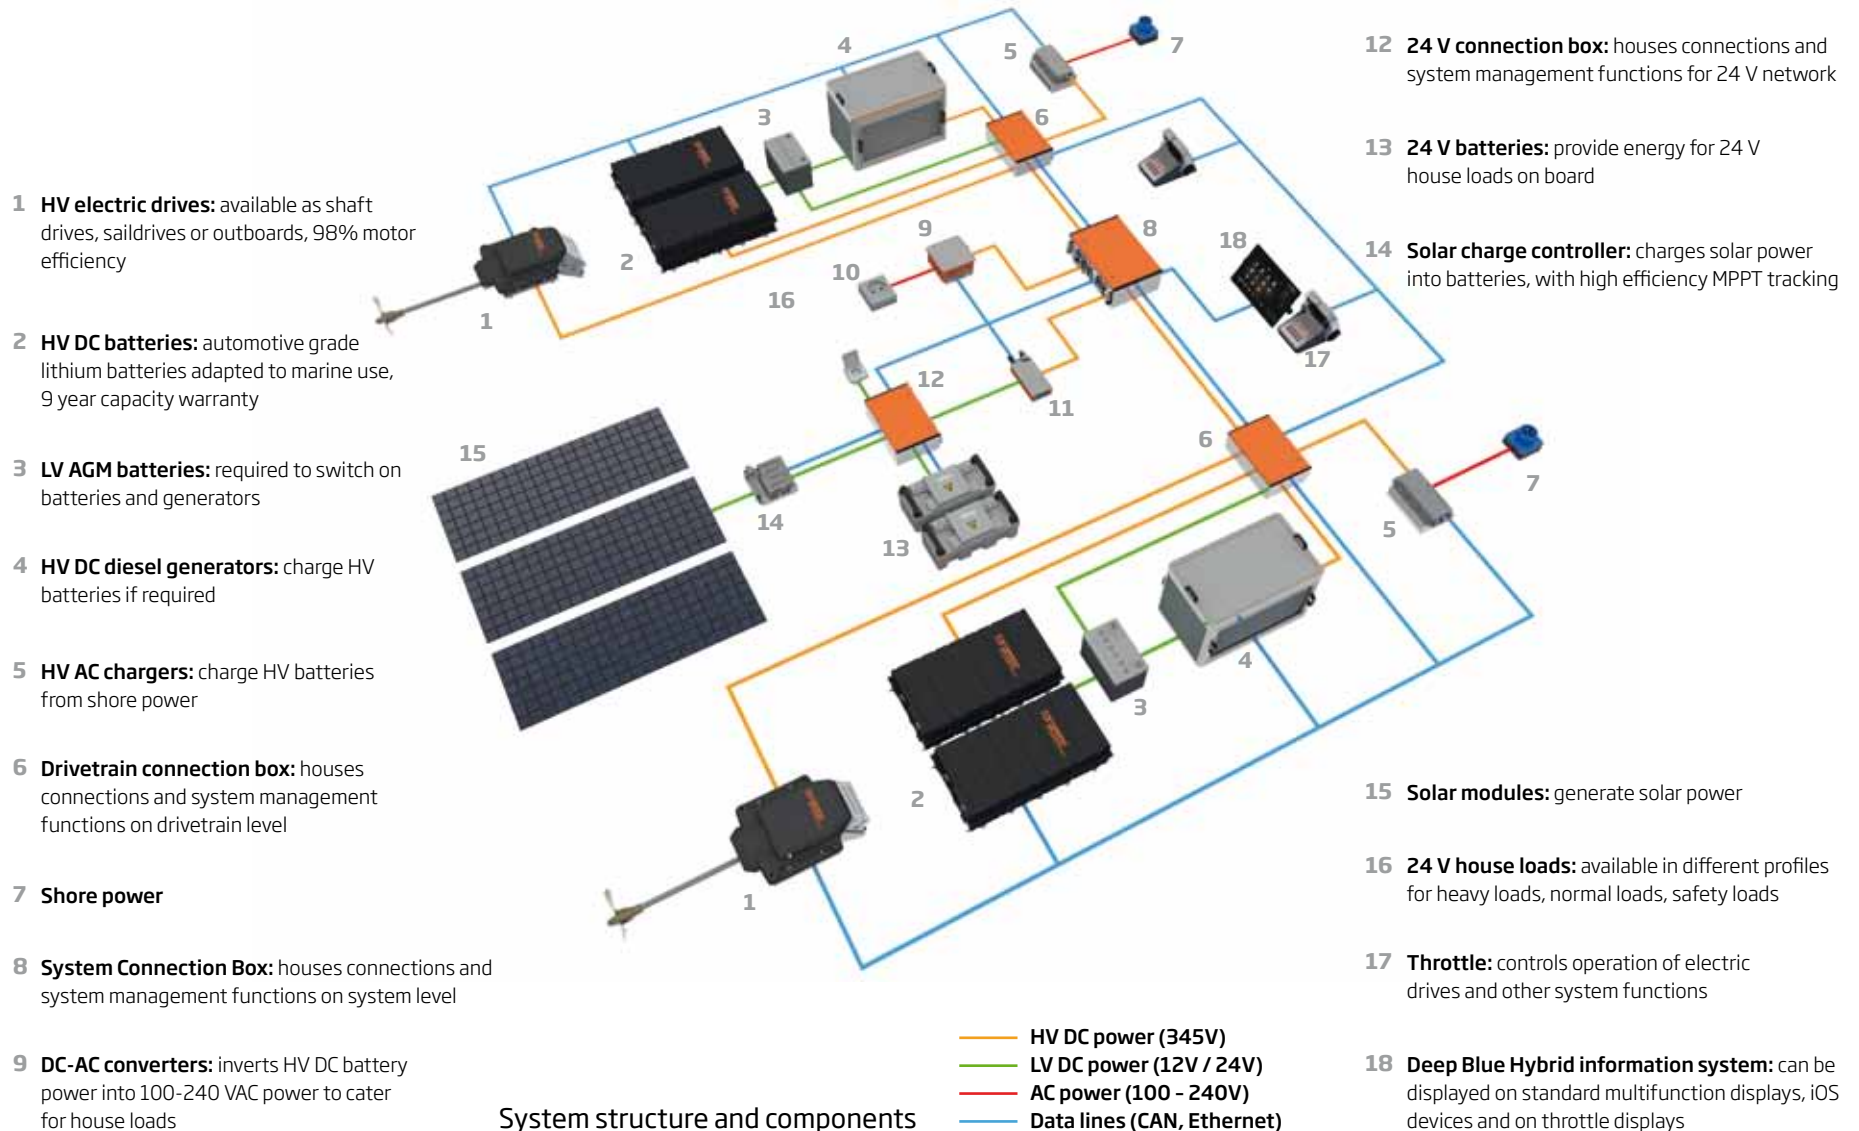 1 HV electric drives: available as shaft
drives, saildrives or outboards, 98% motor
efficiency
2 HV DC batteries: automotive grade
lithium batteries adapted to marine use,
9 year capacity warranty
3 LV AGM batteries: required to switch on
batteries and generators
4 HV DC diesel generators: charge HV
batteries if required
5 HV AC chargers: charge HV batteries
from shore power
6 Drivetrain connection box: houses
connections and system management
functions on drivetrain level
7 Shore power
8 System Connection Box: houses connections and
system management functions on system level
9 DC-AC converters: inverts HV DC battery
power into 100-240 VAC power to cater
for house loads
4
5
7
3
6
2
1
9
8
10
16
18
17
12
11
15
14
13
6
7
5
4
3
2
1
System structure and components
HV DC power (345V)
LV DC power (12V / 24V)
AC power (100 – 240V)
Data lines (CAN, Ethernet)
12 24 V connection box: houses connections and
system management functions for 24 V network
13 24 V batteries: provide energy for 24 V
house loads on board
14 Solar charge controller: charges solar power
into batteries, with high efficiency MPPT tracking
15 Solar modules: generate solar power
16 24 V house loads: available in different profiles
for heavy loads, normal loads, safety loads
17 Throttle: controls operation of electric
drives and other system functions
18 Deep Blue Hybrid information system: can be
displayed on standard multifunction displays, iOS
devices and on throttle displays